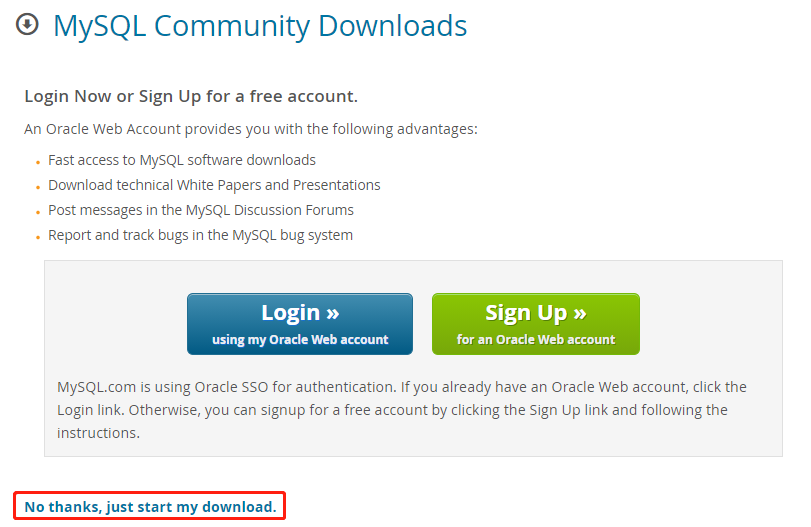 MySQL Community Downloads
Login Now or Sign Up for a free account.
An Oracle Web Account provides you with the following advantages:
Fast access to MySQL software downloads
Download technical White Papers and Presentations
Post messages in the MySQL Discussion Forums
Report and track bugs in the MySQL bug system
Login »
using my Oracle Web account
Sign Up »
for an Oracle Web account
MySQL.com is using Oracle SSO for authentication. If you already have an Oracle Web account, click the
Login link. Otherwise, you can signup for a free account by clicking the Sign Up link and following the
instructions.
No thanks, just start my download.